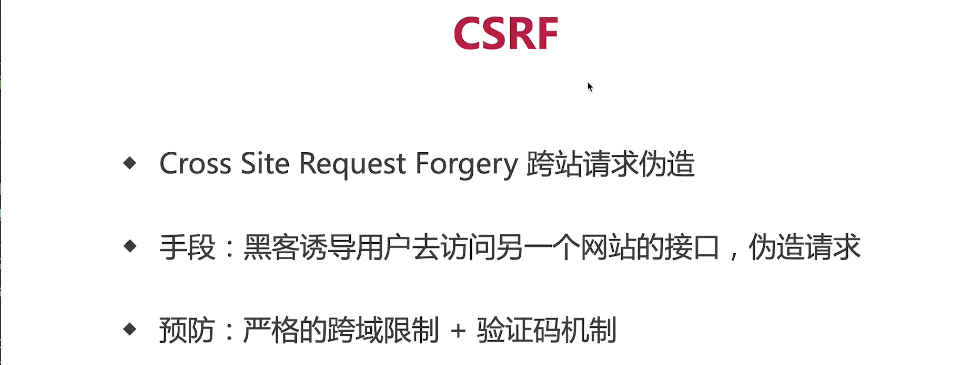 CSRF
◆ Cross Site Request Forgery 跨站请求伪造
◆ 手段：黑客诱导用户去访问另一个网站的接口，伪造请求
◆ 预防：严格的跨域限制 + 验证码机制